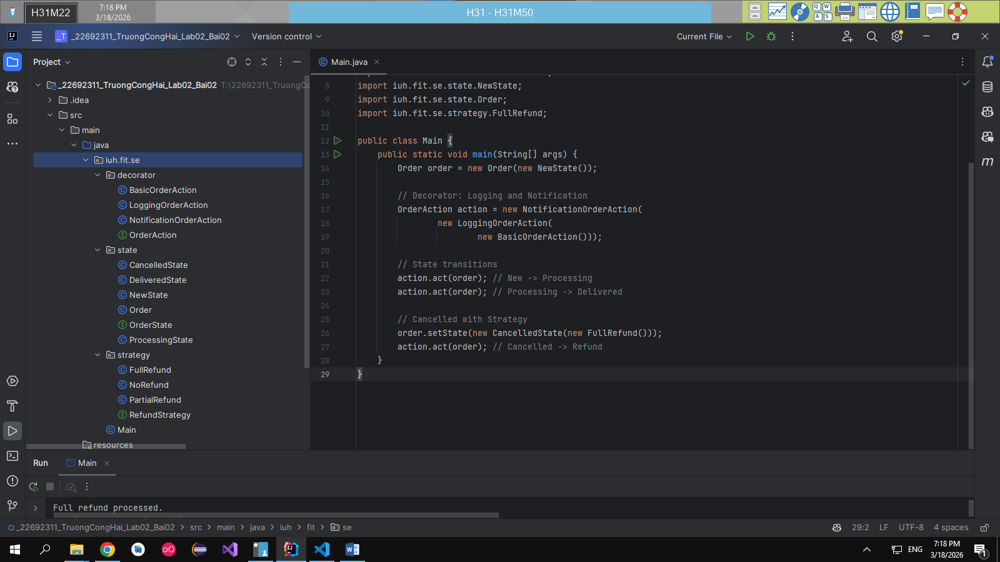 H31M22
7:18 PM
3/18/2026
H31 - H31M50
Q W
A S
_T
_22692311_TruongCongHai_Lab02_Bai02
Version control
Current File
Project
Main.java
_22692311_TruongCongHai_Lab02_Bai02 T:\22692311_TruongCo
.idea
src
main
java
iuh.fit.se
decorator
BasicOrderAction
LoggingOrderAction
NotificationOrderAction
OrderAction
state
CancelledState
DeliveredState
NewState
Order
OrderState
ProcessingState
strategy
FullRefund
NoRefund
PartialRefund
RefundStrategy
Main
resources
8 import iuh.fit.se.state.NewState;
9 import iuh.fit.se.state.Order;
10 import iuh.fit.se.strategy.FullRefund;
11
12 public class Main {
13 public static void main(String[] args) {
14 Order order = new Order(new NewState());
15
16 // Decorator: Logging and Notification
17 OrderAction action = new NotificationOrderAction(
18 new LoggingOrderAction(
19 new BasicOrderAction()));
20
21 // State transitions
22 action.act(order); // New -> Processing
23 action.act(order); // Processing -> Delivered
24
25 // Cancelled with Strategy
26 order.setState(new CancelledState(new FullRefund()));
27 action.act(order); // Cancelled -> Refund
28 }
29 }
Run
Main
Full refund processed.
_22692311_TruongCongHai_Lab02_Bai02 > src > main > java > iuh > fit > se
29:2 LF UTF-8 4 spaces
ENG
7:18 PM
3/18/2026
1